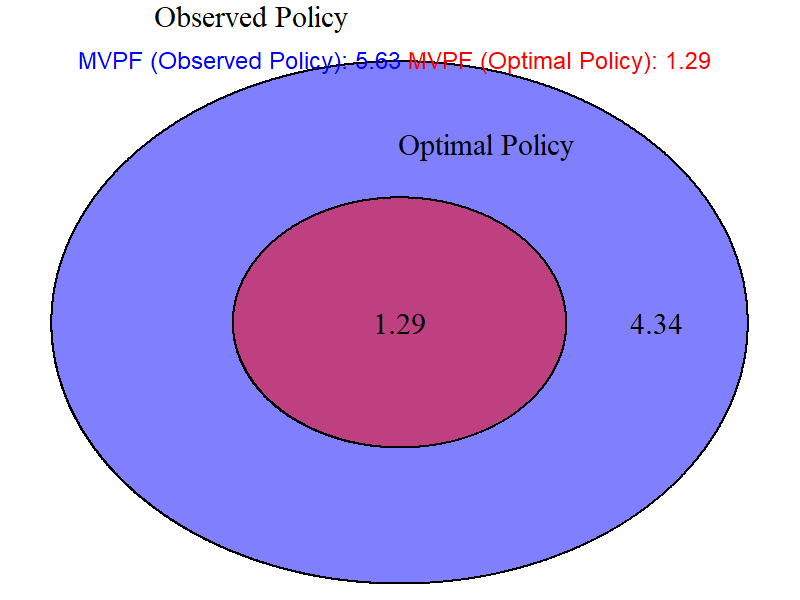 Observed Policy
MVPF (Observed Policy): 5.63 MVPF (Optimal Policy): 1.29
Optimal Policy
1.29
4.34